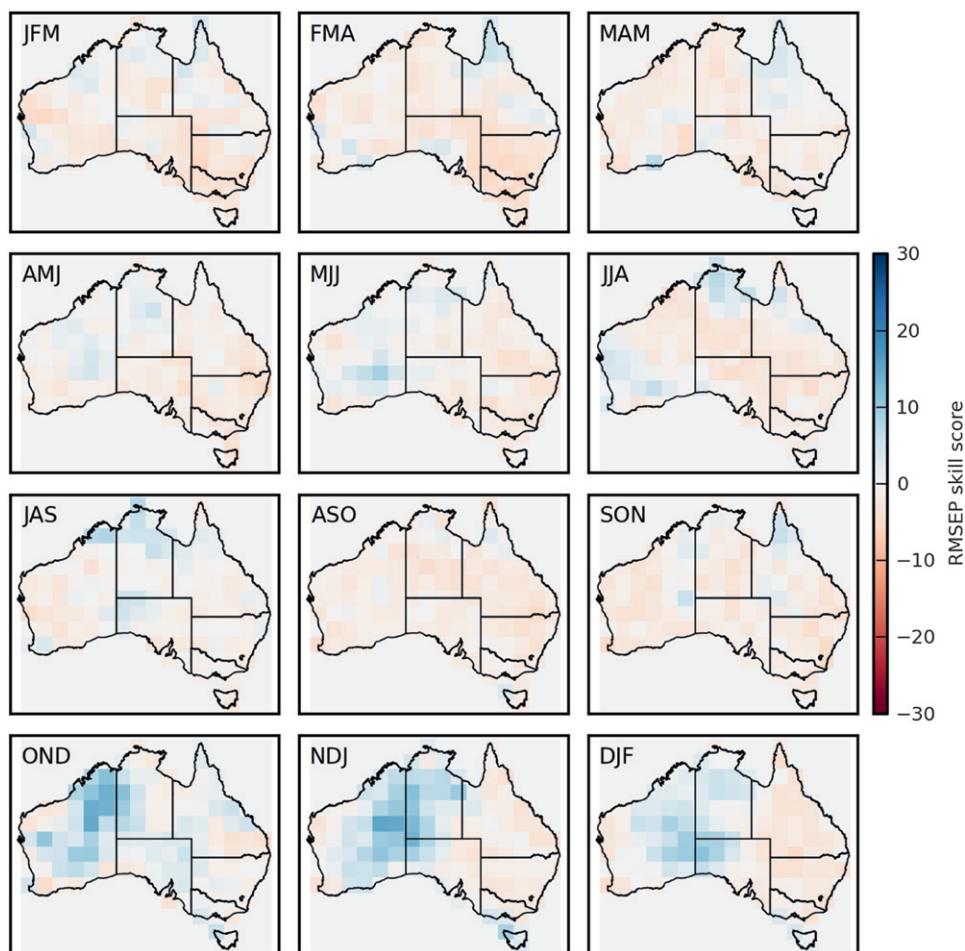 JFM
FMA
MAM
AMJ
MJJ
JJA
30
20
10
0
−10
−20
−30
RMSEP skill score
JAS
ASO
SON
OND
NDJ
DJF